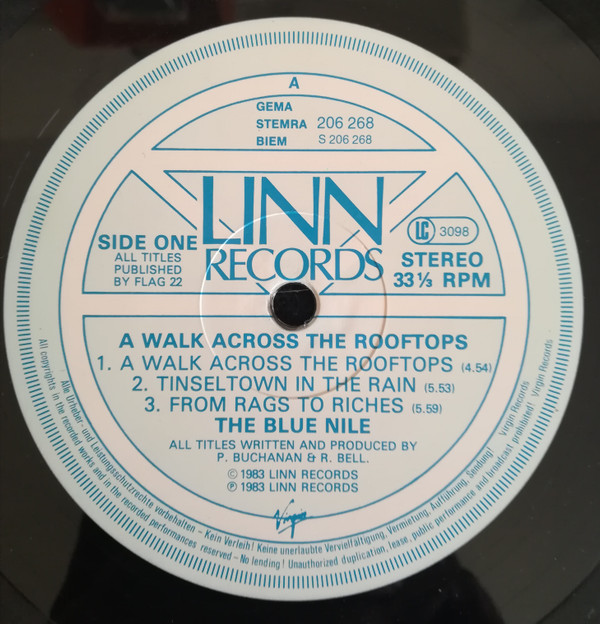 A
GEMA
STEMRA 206 268
BIEM S 206 268
LINN
RECORDS
SIDE ONE
ALL TITLES
PUBLISHED
BY FLAG 22
LC 3098
STEREO
33⅓ RPM
A WALK ACROSS THE ROOFTOPS
1. A WALK ACROSS THE ROOFTOPS (4.54)
2. TINSELTOWN IN THE RAIN (5.53)
3. FROM RAGS TO RICHES (5.59)
THE BLUE NILE
ALL TITLES WRITTEN AND PRODUCED BY
P. BUCHANAN & R. BELL.
© 1983 LINN RECORDS
℗ 1983 LINN RECORDS
Virgin
Alle Urheber- und Leistungsschutzrechte vorbehalten – Kein Verleih! Keine unerlaubte Vervielfältigung, Vermietung, Aufführung, Sendung! Virgin Records
All copyrights in the recorded works and in the recorded performances reserved – No lending! Unauthorized duplication, lease, public performance and broadcast prohibited! Virgin Records